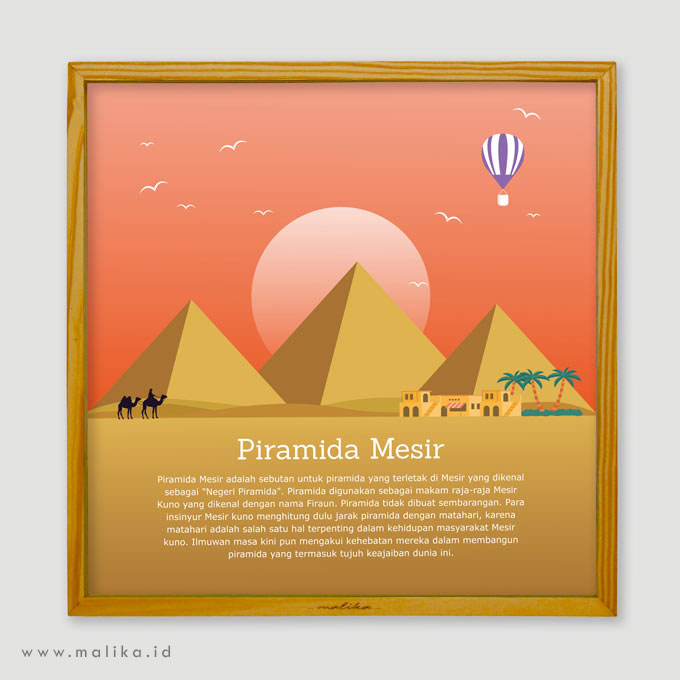 Piramida Mesir
Piramida Mesir adalah sebutan untuk piramida yang terletak di Mesir yang dikenal
sebagai "Negeri Piramida". Piramida digunakan sebagai makam raja-raja Mesir
Kuno yang dikenal dengan nama Firaun. Piramida tidak dibuat sembarangan. Para
insinyur Mesir kuno menghitung dulu jarak piramida dengan matahari, karena
matahari adalah salah satu hal terpenting dalam kehidupan masyarakat Mesir
kuno. Ilmuwan masa kini pun mengakui kehebatan mereka dalam membangun
piramida yang termasuk tujuh keajaiban dunia ini.
malika
www.malika.id